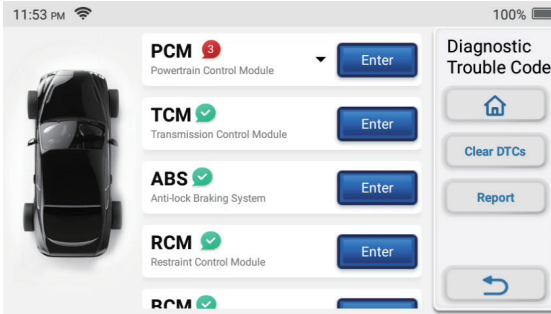 11:53 PM
100%
PCM 3
Powertrain Control Module
Enter
TCM
Transmission Control Module
Enter
ABS
Anti-lock Braking System
Enter
RCM
Restraint Control Module
Enter
BCM
Diagnostic
Trouble Code
Clear DTCs
Report